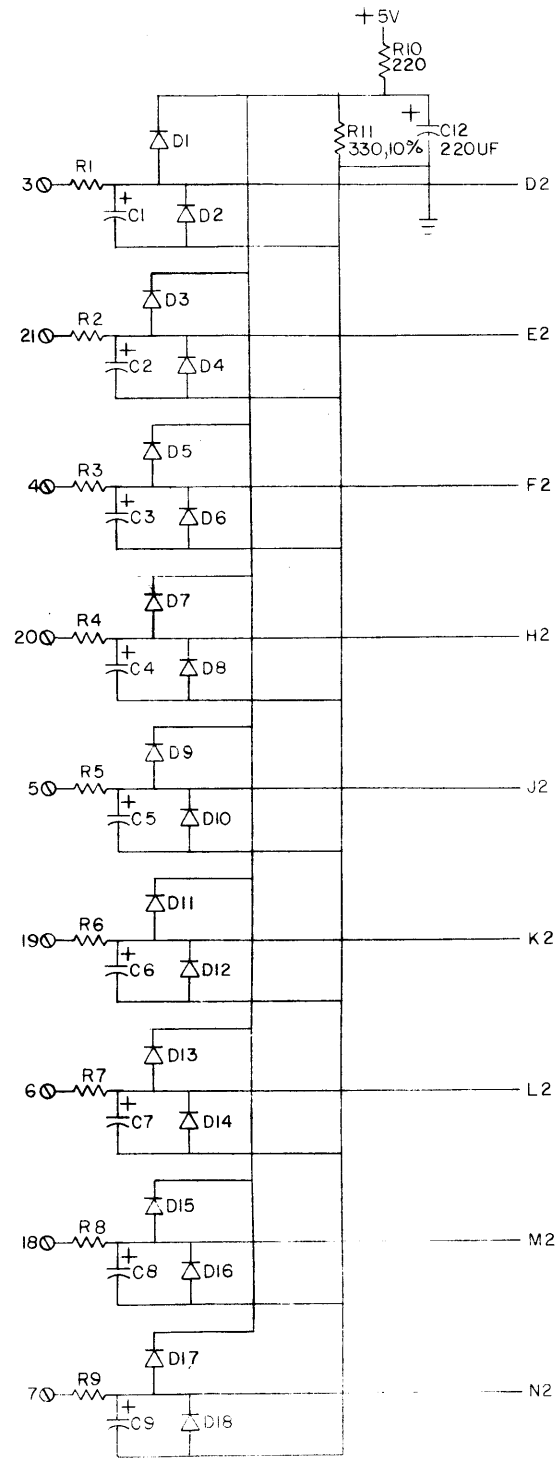 +5V
R10
220
D1
R11
330,10%
+
C12
220UF
3
R1
+
C1
D2
D2
D3
21
R2
+
C2
D4
E2
D5
4
R3
+
C3
D6
F2
D7
20
R4
+
C4
D8
H2
D9
5
R5
+
C5
D10
J2
D11
19
R6
+
C6
D12
K2
D13
6
R7
+
C7
D14
L2
D15
18
R8
+
C8
D16
M2
D17
7
R9
+
C9
D18
N2